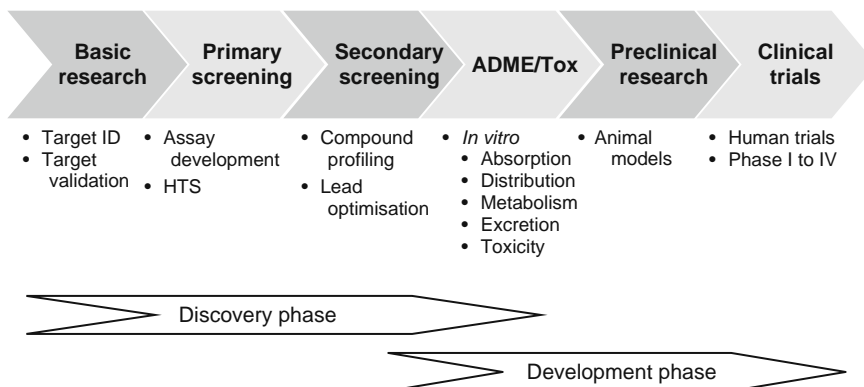 Basic
research
Primary
screening
Secondary
screening
ADME/Tox
Preclinical
research
Clinical
trials
• Target ID
• Target
validation
• Assay
development
• HTS
• Compound
profiling
• Lead
optimisation
• In vitro
• Absorption
• Distribution
• Metabolism
• Excretion
• Toxicity
• Animal
models
• Human trials
• Phase I to IV
Discovery phase
Development phase